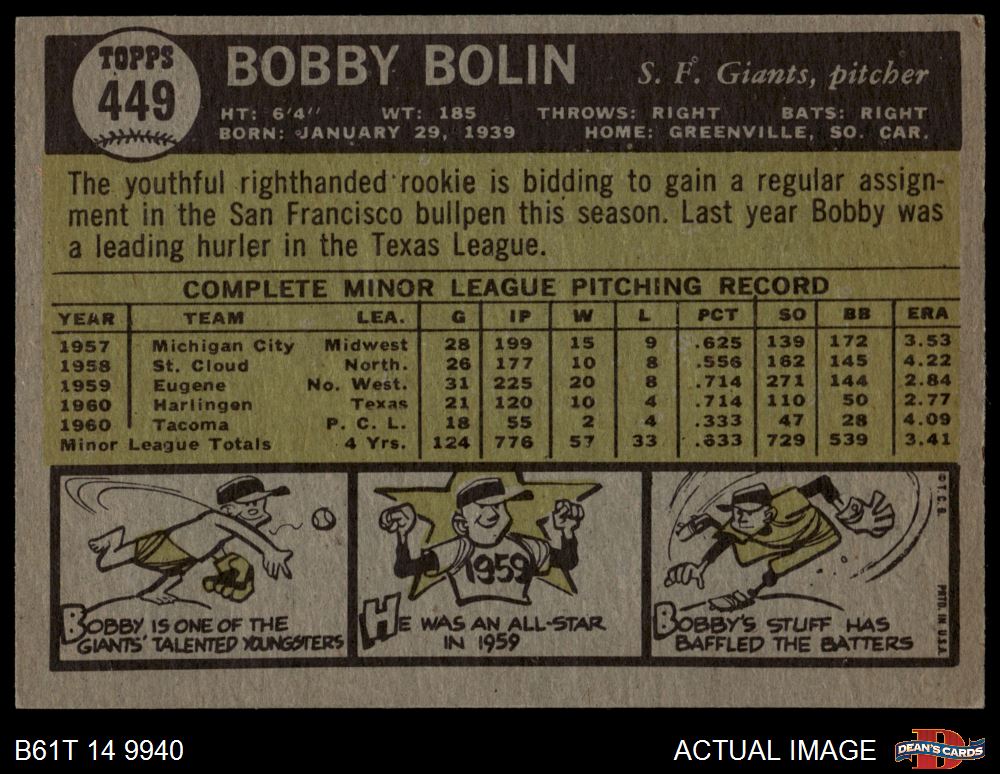 TOPPS
449
BOBBY BOLIN
S. F. Giants, pitcher
HT: 6'4" WT: 185 THROWS: RIGHT BATS: RIGHT
BORN: JANUARY 29, 1939 HOME: GREENVILLE, SO. CAR.
The youthful righthanded rookie is bidding to gain a regular assign-
ment in the San Francisco bullpen this season. Last year Bobby was
a leading hurler in the Texas League.
COMPLETE MINOR LEAGUE PITCHING RECORD
YEAR TEAM LEA. G IP W L PCT SO BB ERA
1957 Michigan City Midwest 28 199 15 9 .625 139 172 3.53
1958 St. Cloud North. 26 177 10 8 .556 162 145 4.22
1959 Eugene No. West. 31 225 20 8 .714 271 144 2.84
1960 Harlingen Texas 21 120 10 4 .714 110 50 2.77
1960 Tacoma P. C. L. 18 55 2 4 .333 47 28 4.09
Minor League Totals 4 Yrs. 124 776 57 33 .633 729 539 3.41
BOBBY IS ONE OF THE
GIANTS' TALENTED YOUNGSTERS
1959
HE WAS AN ALL-STAR
IN 1959
BOBBY'S STUFF HAS
BAFFLED THE BATTERS
© T. C. G. PRTD. IN U.S.A.
B61T 14 9940
ACTUAL IMAGE
DEAN'S CARDS